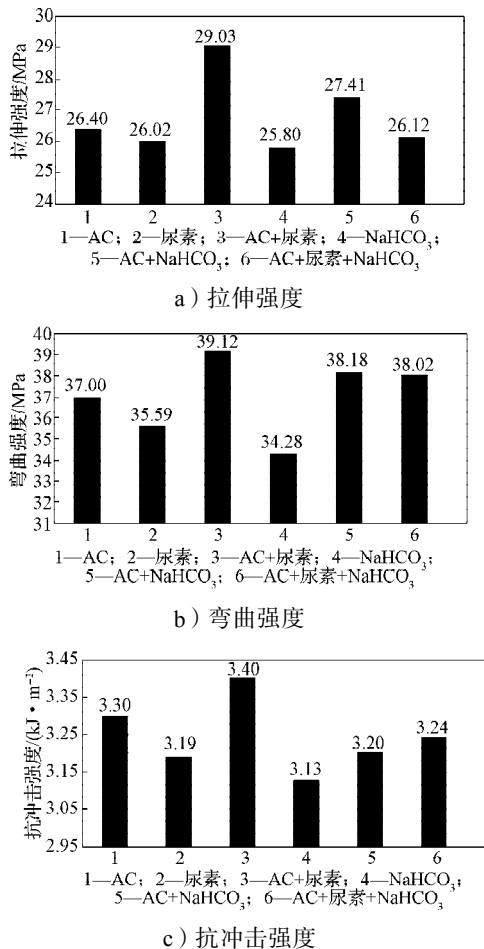 拉伸强度/MPa
30
29
28
27
26
25
24
26.40
26.02
29.03
25.80
27.41
26.12
1 2 3 4 5 6
1—AC；2—尿素；3—AC+尿素；4—NaHCO₃；
5—AC+NaHCO₃；6—AC+尿素+NaHCO₃
a）拉伸强度
弯曲强度/MPa
40
39
38
37
36
35
34
33
32
31
37.00
35.59
39.12
34.28
38.18
38.02
1 2 3 4 5 6
1—AC；2—尿素；3—AC+尿素；4—NaHCO₃；
5—AC+NaHCO₃；6—AC+尿素+NaHCO₃
b）弯曲强度
抗冲击强度/(kJ·m⁻²)
3.45
3.35
3.25
3.15
3.05
2.95
3.30
3.19
3.40
3.13
3.20
3.24
1 2 3 4 5 6
1—AC；2—尿素；3—AC+尿素；4—NaHCO₃；
5—AC+NaHCO₃；6—AC+尿素+NaHCO₃
c）抗冲击强度